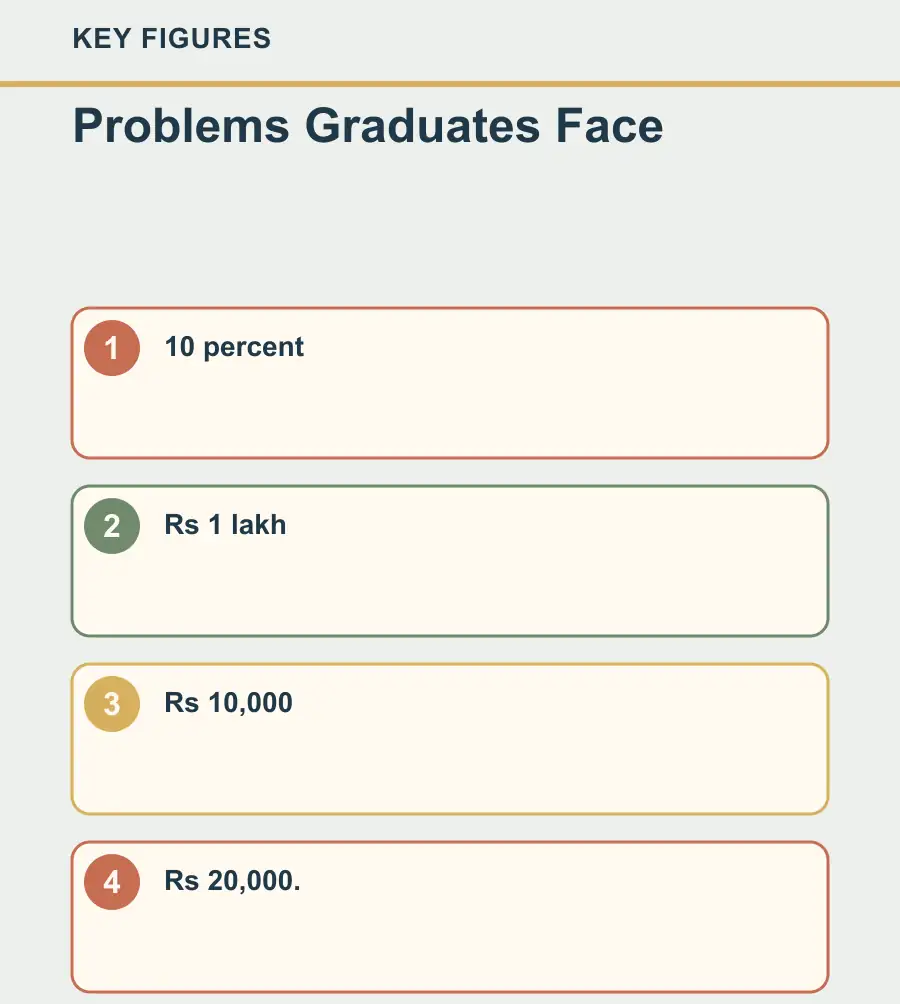 KEY FIGURES
Problems Graduates Face
1 10 percent
2 Rs 1 lakh
3 Rs 10,000
4 Rs 20,000.